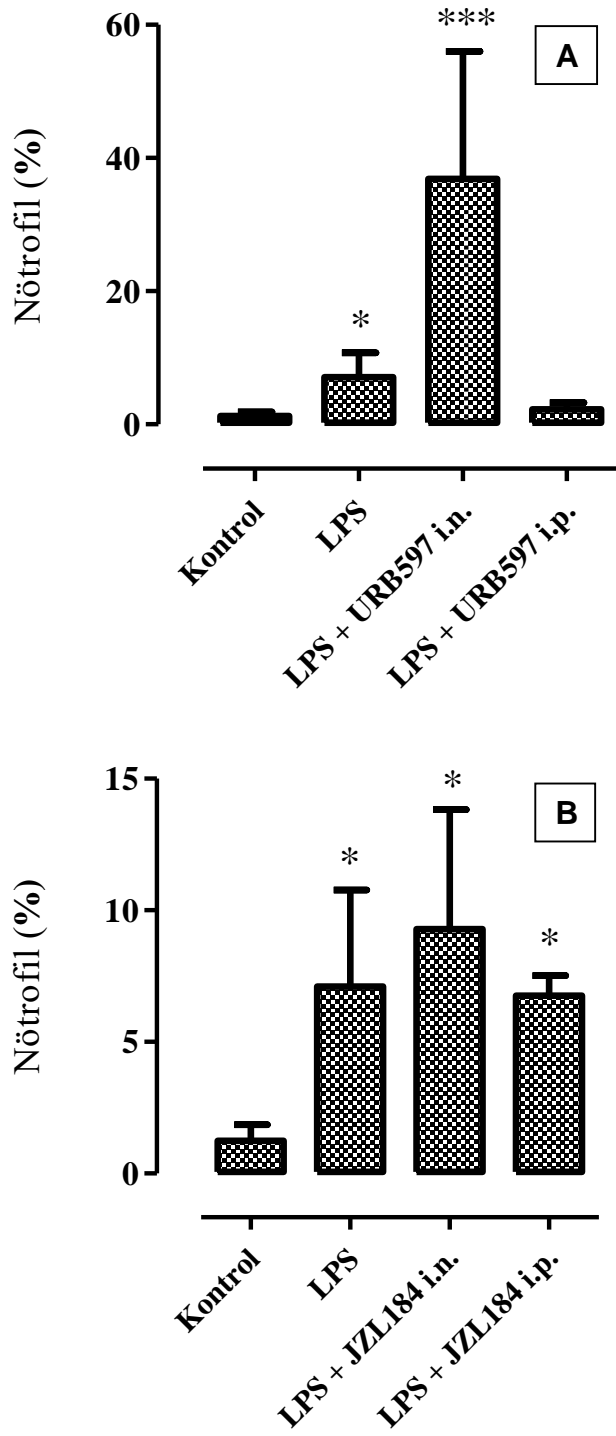 A
Nötrofil (%)
60
40
20
0
*
***
Kontrol
LPS
LPS + URB597 i.n.
LPS + URB597 i.p.
B
Nötrofil (%)
15
10
5
0
*
*
*
Kontrol
LPS
LPS + JZL184 i.n.
LPS + JZL184 i.p.